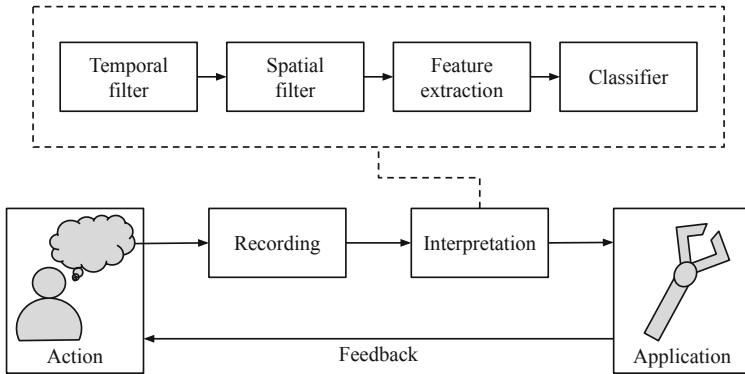 Temporal
filter
Spatial
filter
Feature
extraction
Classifier
Recording
Interpretation
Action
Feedback
Application